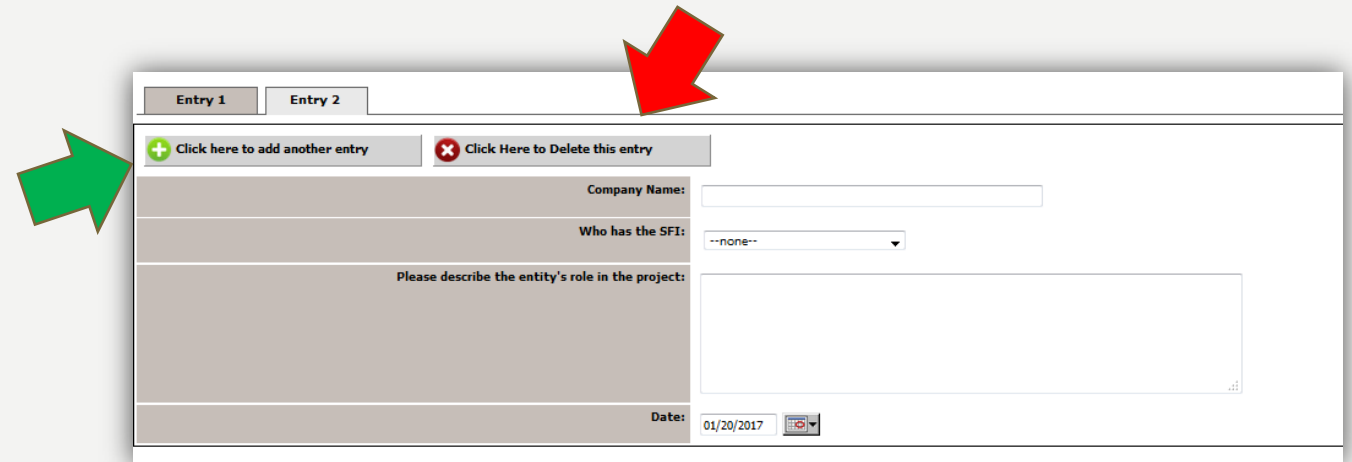 Entry 1 Entry 2
Click here to add another entry Click Here to Delete this entry
Company Name:
Who has the SFI: --none--
Please describe the entity's role in the project:
Date: 01/20/2017